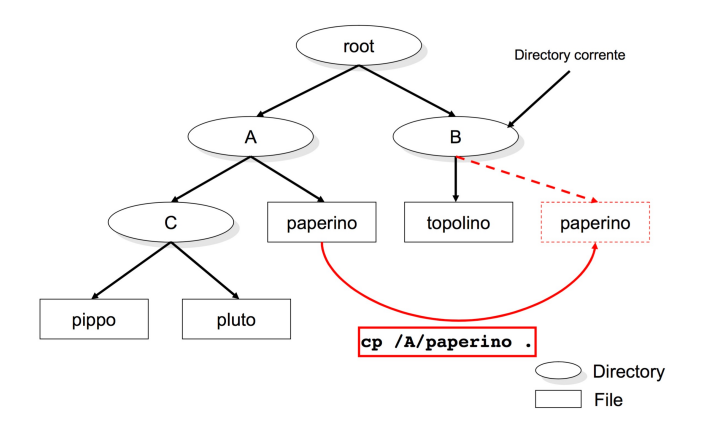 root
Directory corrente
A
B
C
paperino
topolino
paperino
pippo
pluto
cp /A/paperino .
Directory
File